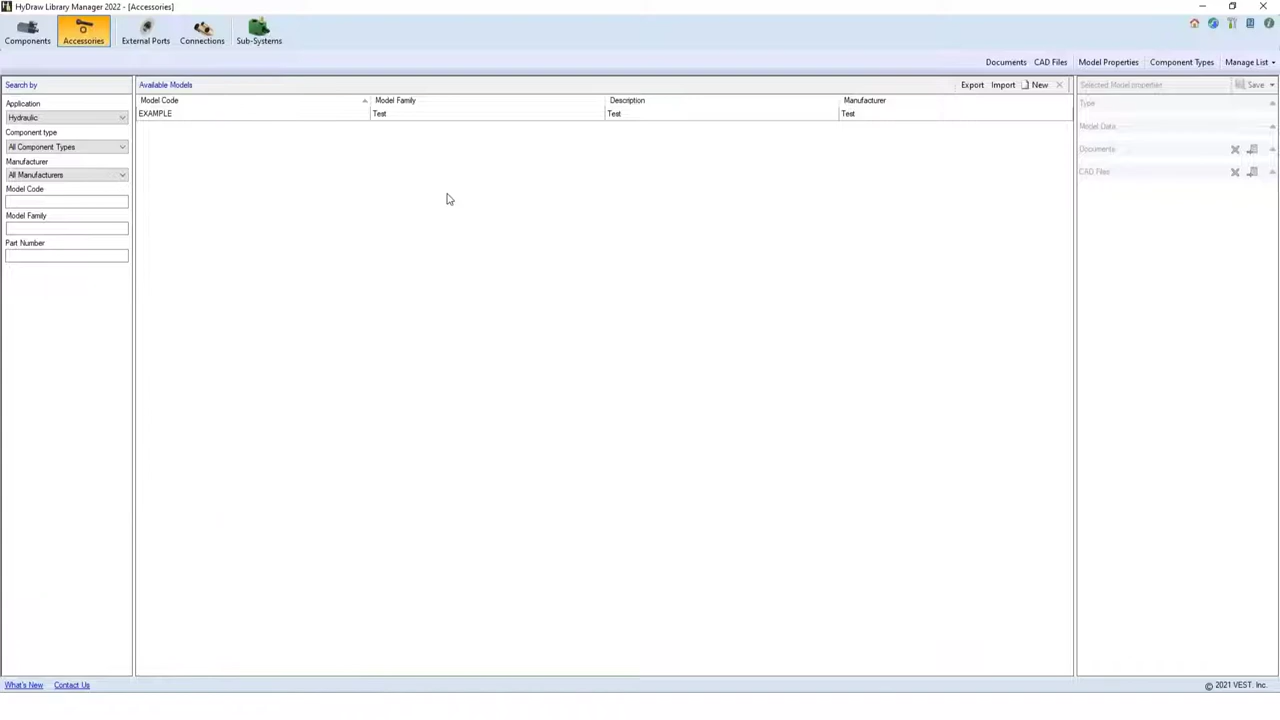 HyDraw Library Manager 2022 - [Accessories]
Components
Accessories
External Ports
Connections
Sub-Systems
Documents
CAD Files
Model Properties
Component Types
Manage List
Search by
Application
Hydraulic
Component type
All Component Types
Manufacturer
All Manufacturers
Model Code
Model Family
Part Number
Available Models
Export
Import
New
Model Code
Model Family
Description
Manufacturer
EXAMPLE
Test
Test
Test
Selected Model properties
Save
Type
Model Data
Documents
CAD Files
What's New
Contact Us
© 2021 VEST. Inc.